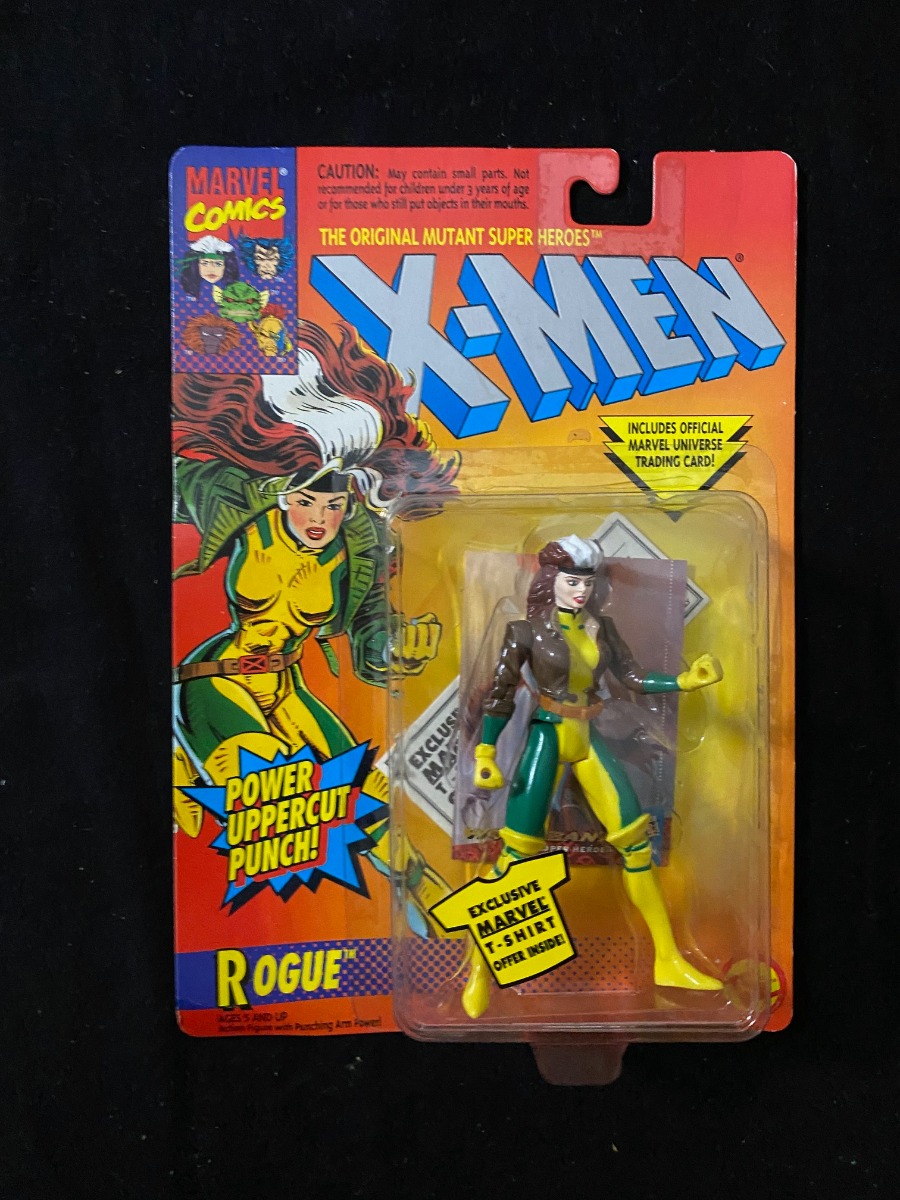 MARVEL®
COMICS
CAUTION: May contain small parts. Not
recommended for children under 3 years of age
or for those who still put objects in their mouths.
THE ORIGINAL MUTANT SUPER HEROES™
X-MEN®
INCLUDES OFFICIAL
MARVEL UNIVERSE
TRADING CARD!
EXCLUS
MA
T-
POWER
UPPERCUT
PUNCH!
EXCLUSIVE
MARVEL
T-SHIRT
OFFER INSIDE!
ROGUE™
AGES 5 AND UP
Action Figure with Punching Arm Power!